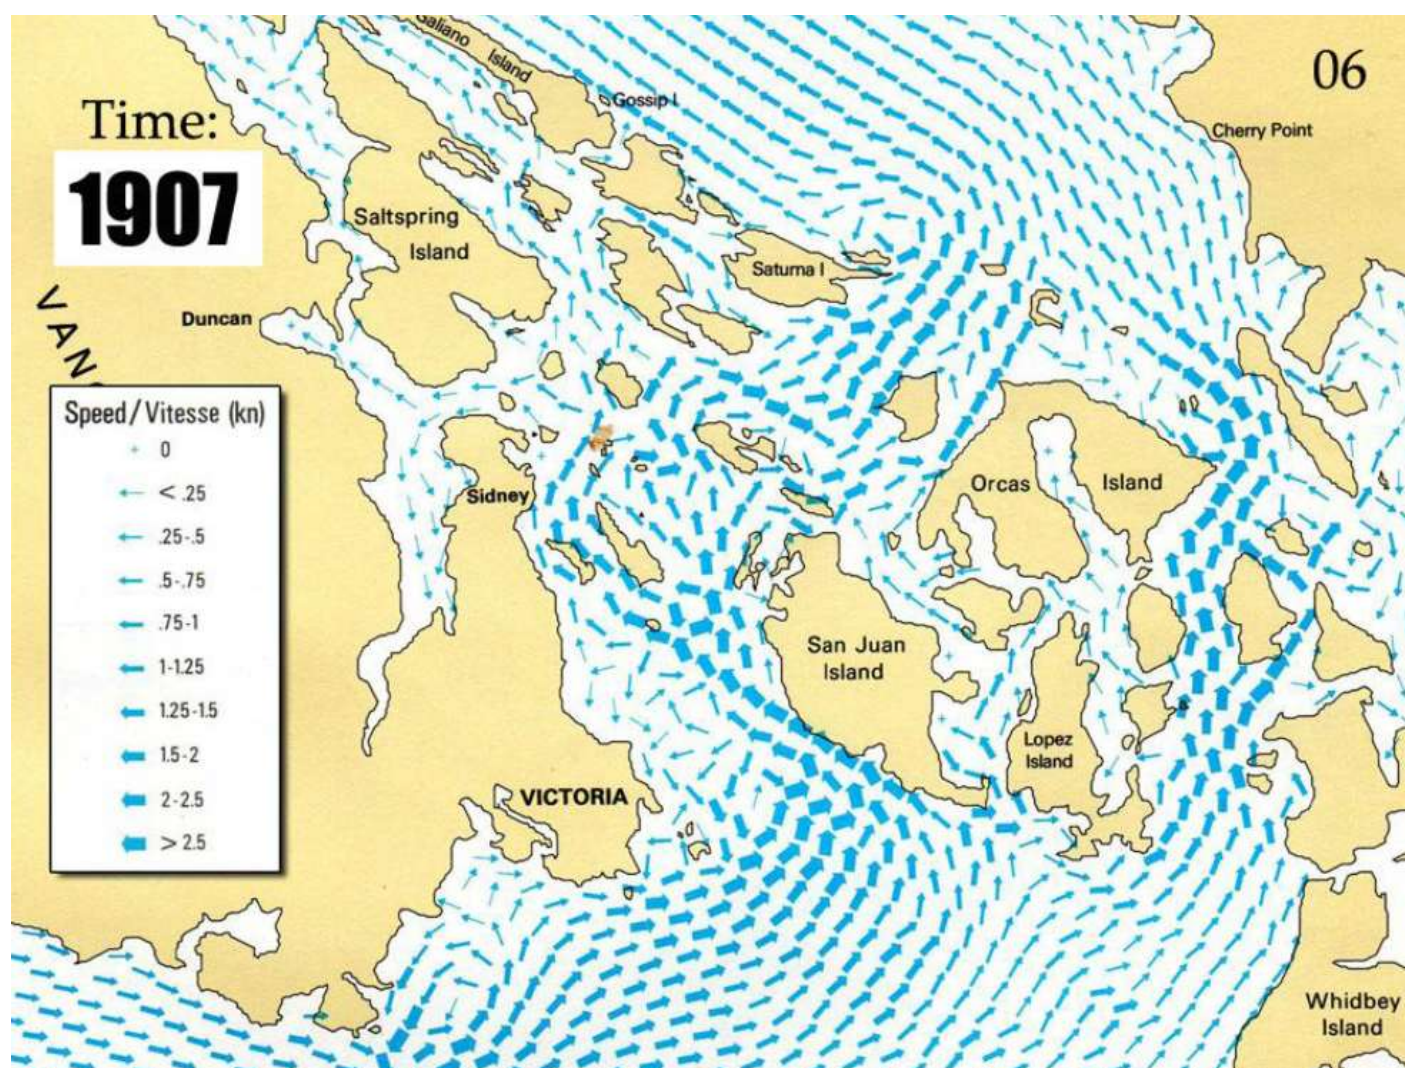 Galiano
Island
06
Gossip I.
Time:
1907
Cherry Point
Saltspring
Island
Saturna I
VANC
Duncan
Speed/Vitesse (kn)
0
< .25
.25-.5
.5-.75
.75-1
1-1.25
1.25-1.5
1.5-2
2-2.5
> 2.5
Sidney
Orcas
Island
San Juan
Island
Lopez
Island
VICTORIA
Whidbey
Island